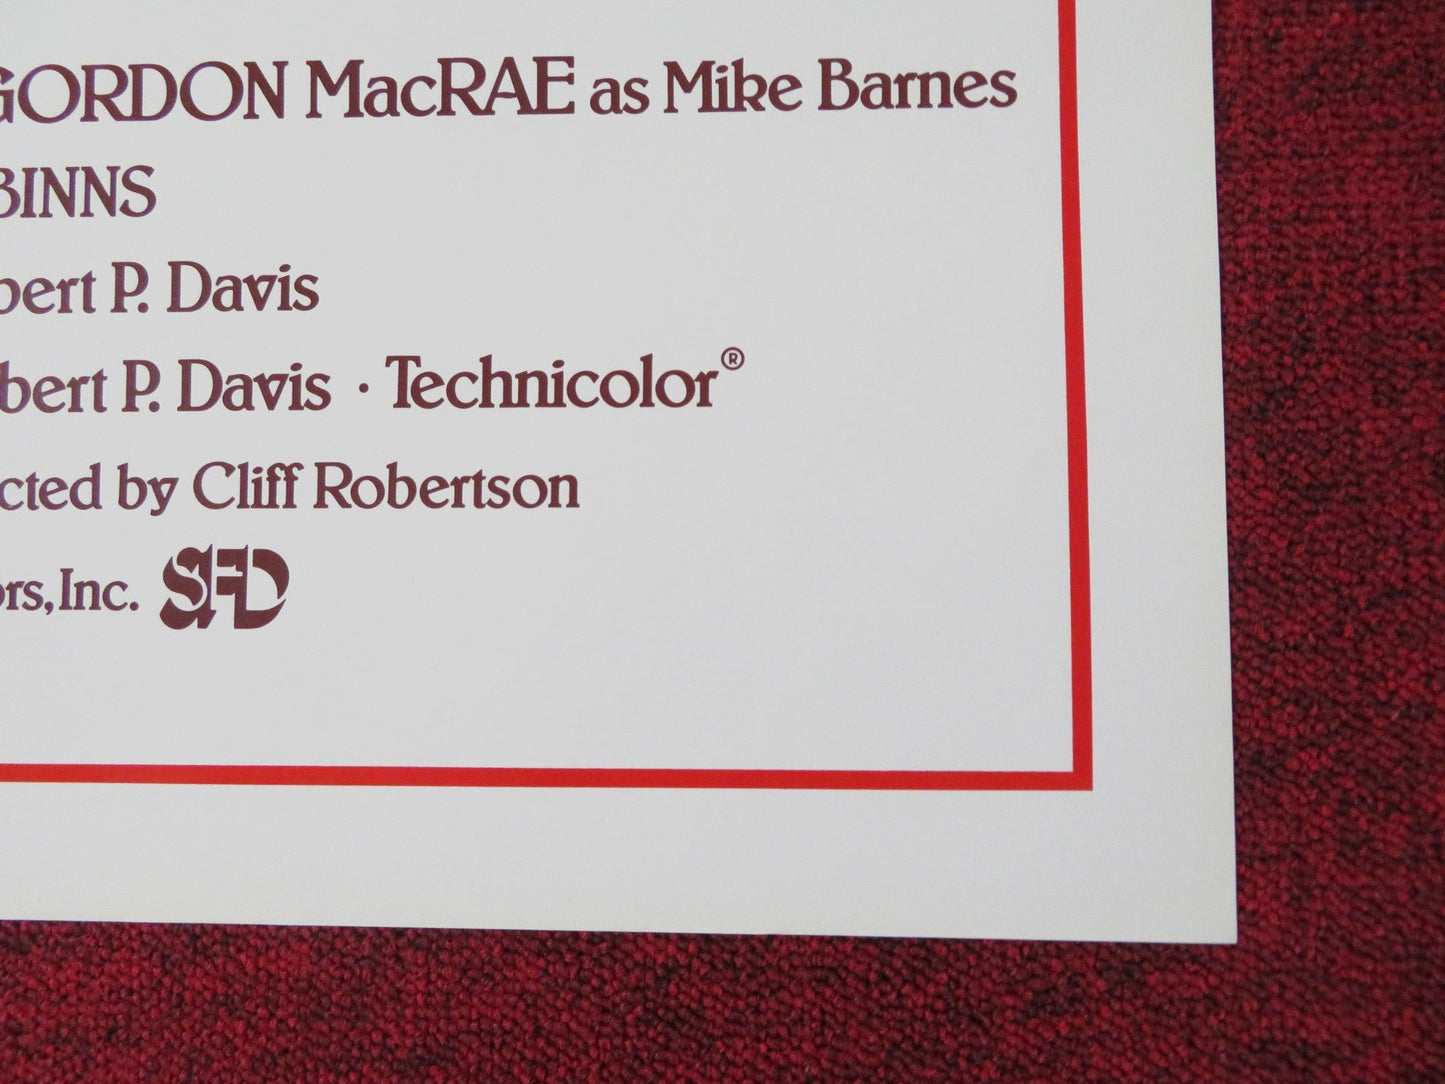 GORDON MacRAE as Mike Barnes
BINNS
bert P. Davis
bert P. Davis · Technicolor®
cted by Cliff Robertson
ors, Inc. SFD